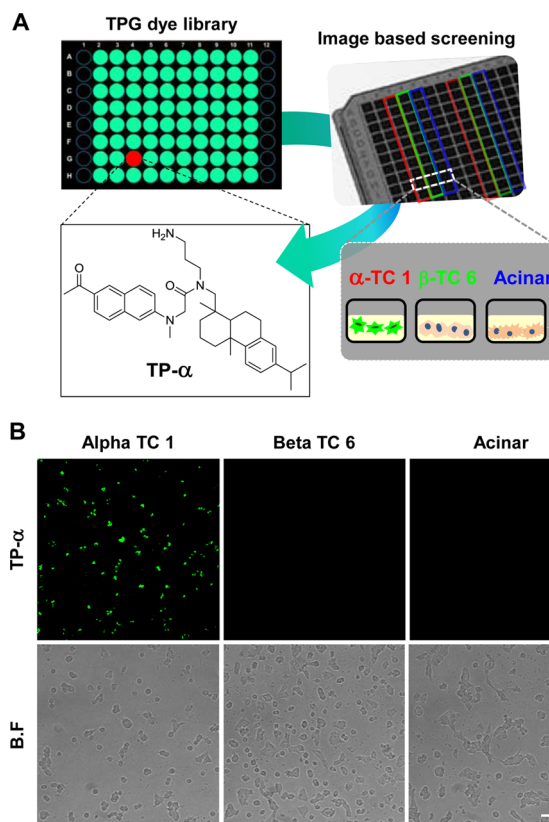 A
TPG dye library
Image based screening
1 2 3 4 5 6 7 8 9 10 11 12
A
B
C
D
E
F
G
H
H₂N
O
O
N
N
TP-α
α-TC 1 β-TC 6 Acinar
B
Alpha TC 1 Beta TC 6 Acinar
TP-α
B.F